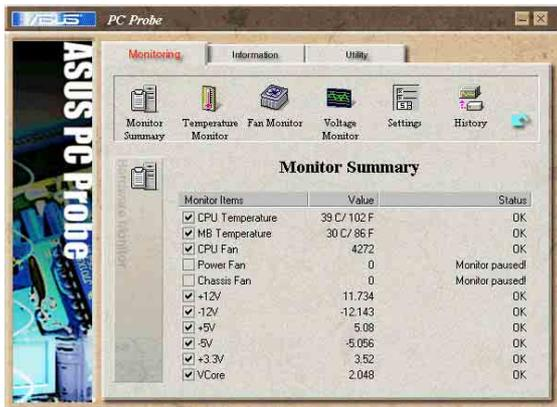 ASUS PC Probe
Monitoring Information Utility
ASUS PC Probe
Monitor Summary
Temperature Monitor
Fan Monitor
Voltage Monitor
Settings
History
Hardware Monitor
Monitor Summary
Monitor Items Value Status
CPU Temperature 39 C/ 102 F OK
MB Temperature 30 C/ 86 F OK
CPU Fan 4272 OK
Power Fan 0 Monitor paused!
Chassis Fan 0 Monitor paused!
+12V 11.734 OK
-12V -12.143 OK
+5V 5.08 OK
-5V -5.056 OK
+3.3V 3.52 OK
VCore 2.048 OK